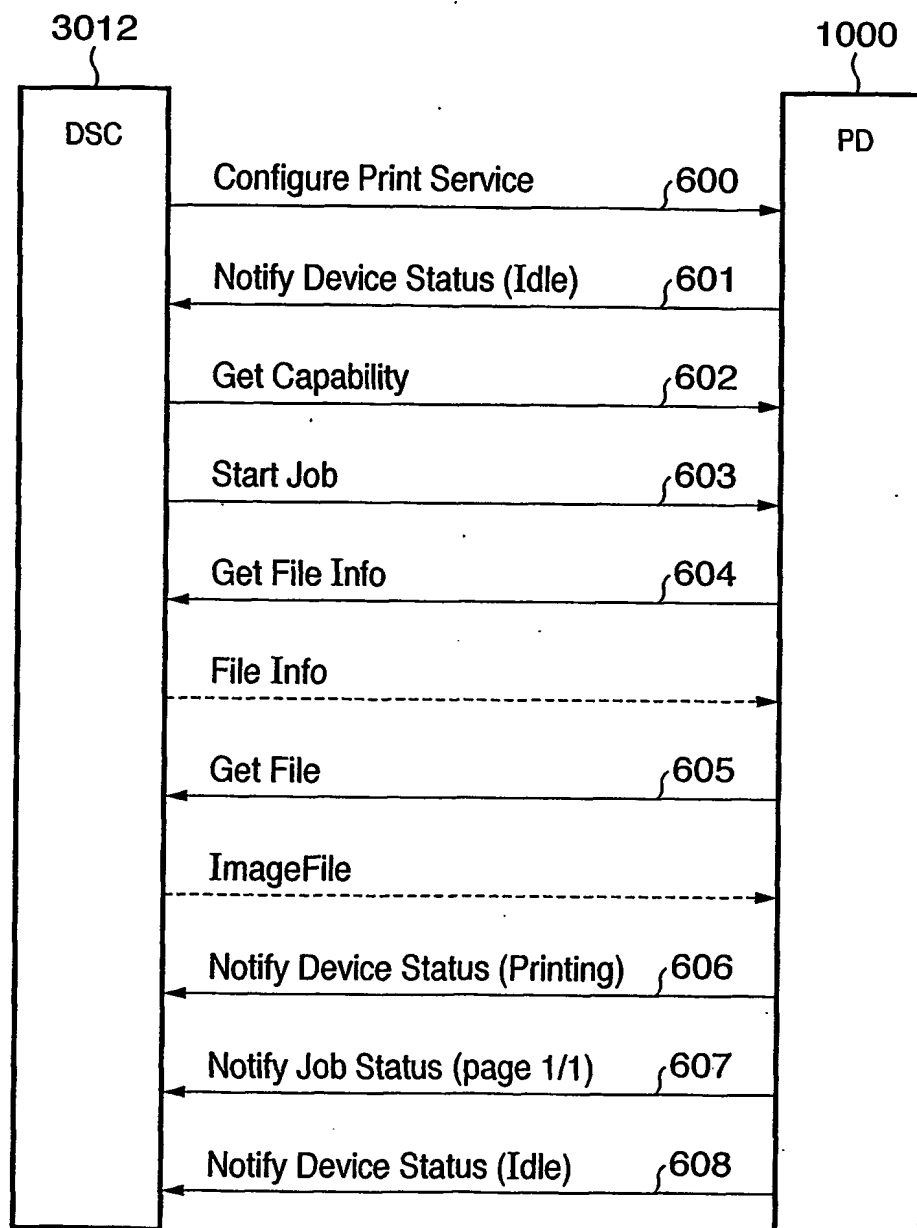 3012 1000
DSC PD
Configure Print Service 600
Notify Device Status (Idle) 601
Get Capability 602
Start Job 603
Get File Info 604
File Info
Get File 605
ImageFile
Notify Device Status (Printing) 606
Notify Job Status (page 1/1) 607
Notify Device Status (Idle) 608